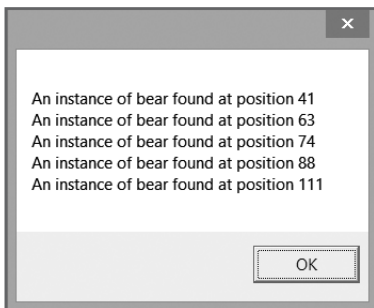 An instance of bear found at position 41
An instance of bear found at position 63
An instance of bear found at position 74
An instance of bear found at position 88
An instance of bear found at position 111
OK